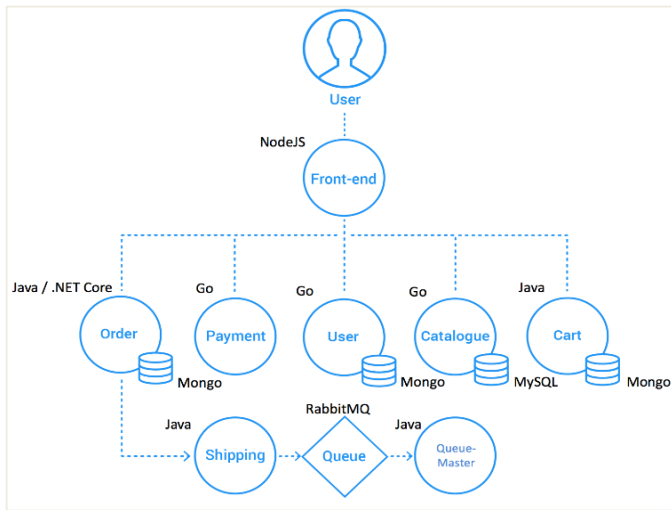 User
NodeJS
Front-end
Java / .NET Core
Go
Go
Go
Java
Order
Payment
User
Catalogue
Cart
Mongo
Mongo
MySQL
Mongo
Java
RabbitMQ
Java
Shipping
Queue
Queue-
Master